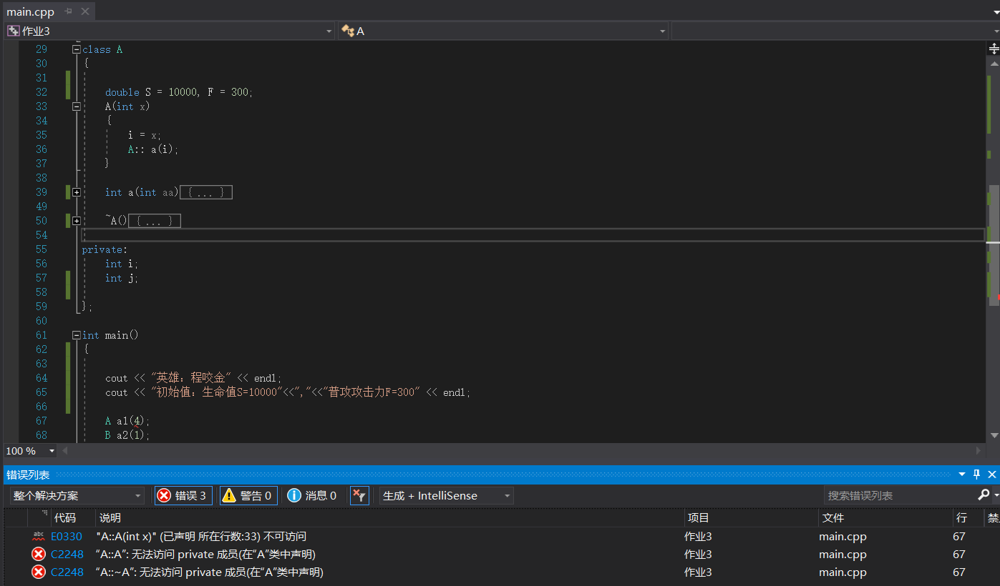 main.cpp
作业3
A
29 class A
30 {
31
32 double S = 10000, F = 300;
33 A(int x)
34 {
35 i = x;
36 A:: a(i);
37 }
38
39 int a(int aa){ ... }
49
50 ~A(){ ... }
54
55 private:
56 int i;
57 int j;
58
59 };
60
61 int main()
62 {
63
64 cout << "英雄：程咬金" << endl;
65 cout << "初始值：生命值S=10000"<<","<<"普攻攻击力F=300" << endl;
66
67 A a1(4);
68 B a2(1);
100 %
错误列表
整个解决方案 错误 3 警告 0 消息 0 生成 + IntelliSense 搜索错误列表
代码 说明 项目 文件 行 禁
abc E0330 "A::A(int x)" (已声明 所在行数:33) 不可访问 作业3 main.cpp 67
C2248 “A::A”: 无法访问 private 成员(在“A”类中声明) 作业3 main.cpp 67
C2248 “A::~A”: 无法访问 private 成员(在“A”类中声明) 作业3 main.cpp 67